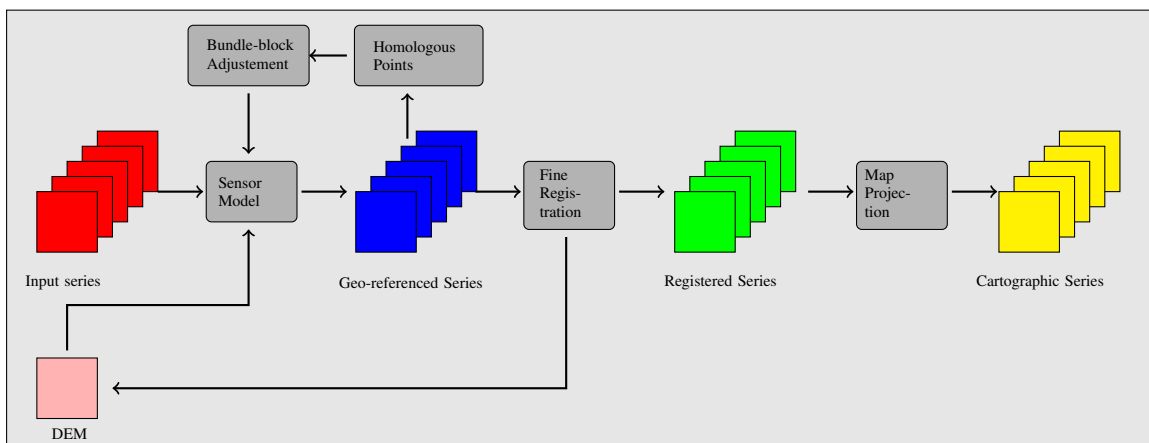 Bundle-block
Adjustement
Homologous
Points
Sensor
Model
Fine
Regis-
tration
Map
Projec-
tion
Input series
Geo-referenced Series
Registered Series
Cartographic Series
DEM